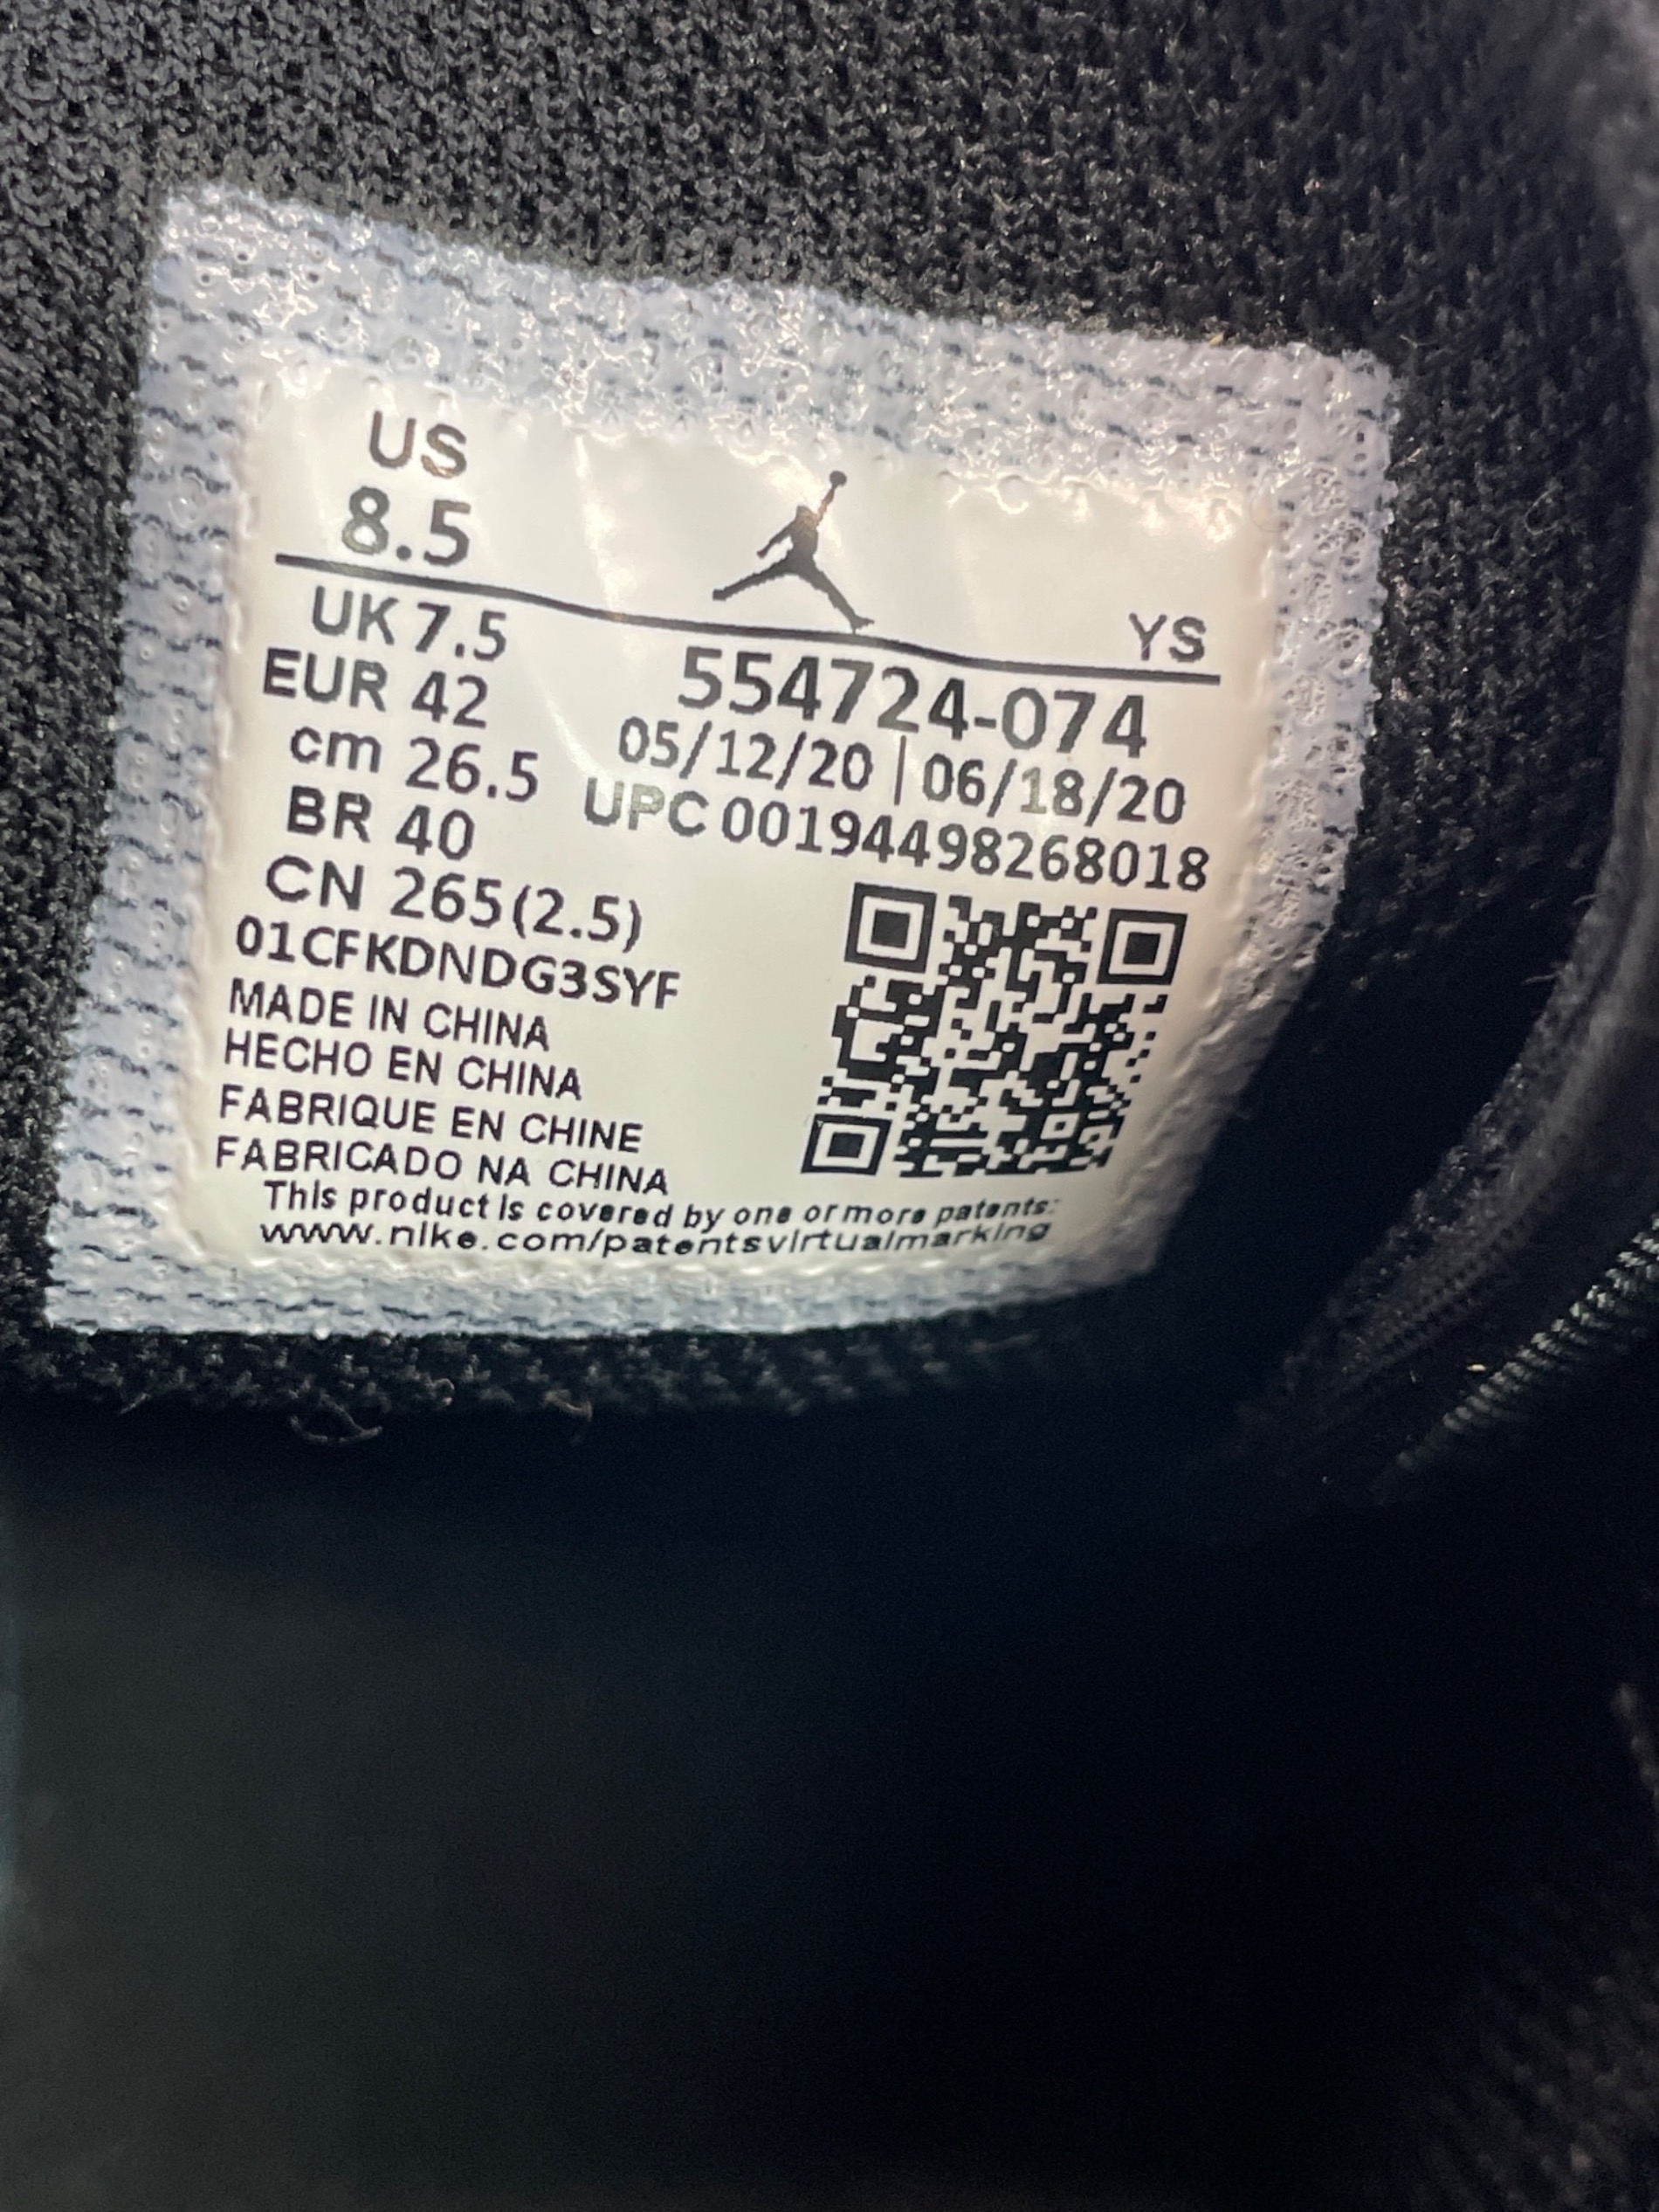 US
8.5
YS
UK 7.5
EUR 42
cm 26.5
BR 40
CN 265(2.5)
554724-074
05/12/20 | 06/18/20
UPC 00194498268018
01CFKDNDG3SYF
MADE IN CHINA
HECHO EN CHINA
FABRIQUE EN CHINE
FABRICADO NA CHINA
This product is covered by one or more patents:
www.nike.com/patentsvirtualmarking